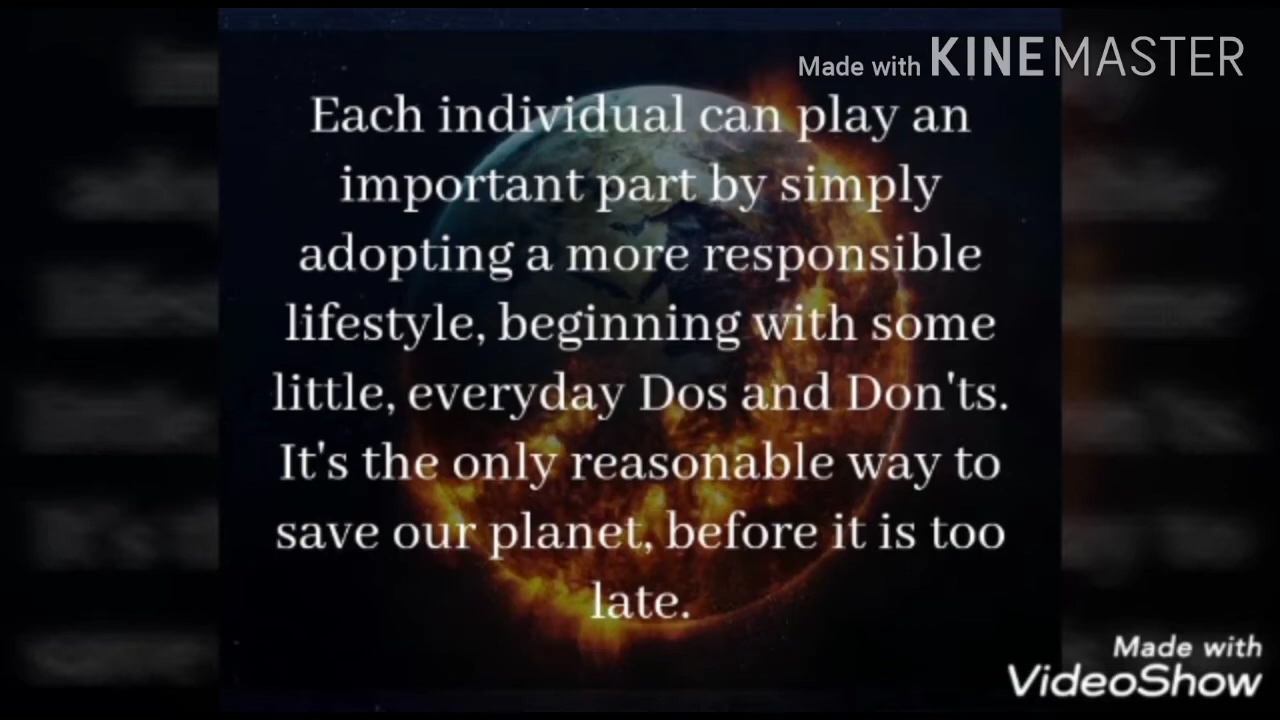 Made with KINEMASTER
Each individual can play an
important part by simply
adopting a more responsible
lifestyle, beginning with some
little, everyday Dos and Don'ts.
It's the only reasonable way to
save our planet, before it is too
late.
Made with
VideoShow